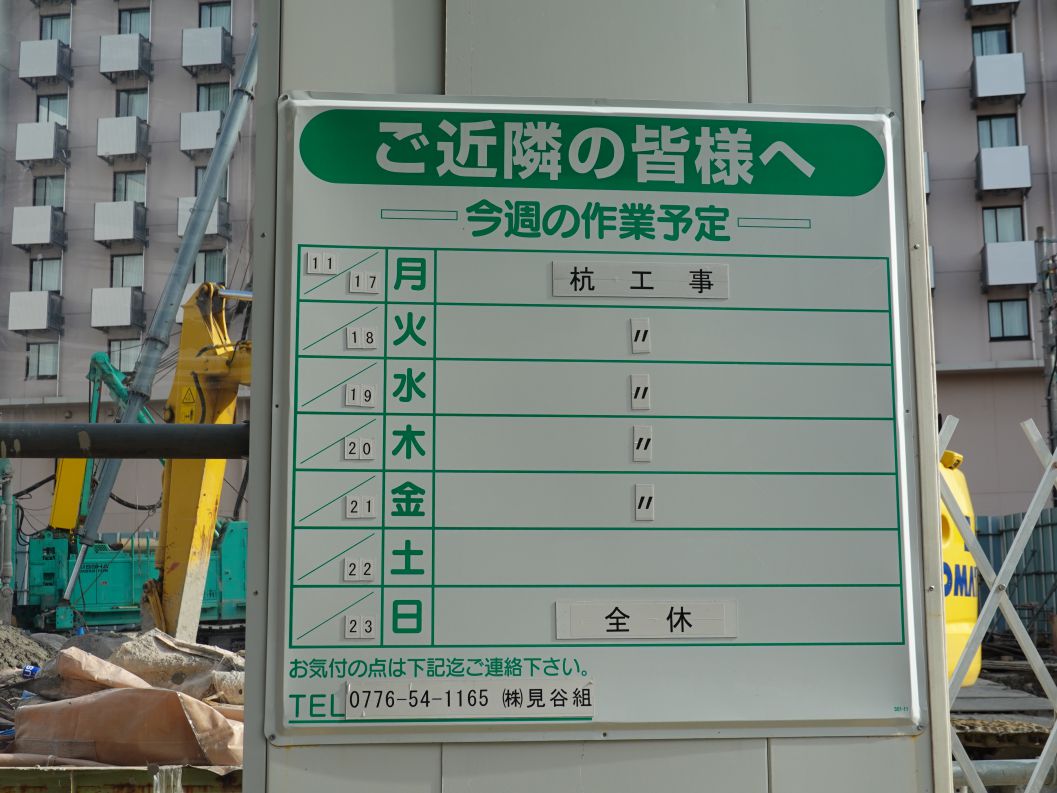 ご近隣の皆様へ
今週の作業予定
11/17 月 杭工事
18 火 〃
19 水 〃
20 木 〃
21 金 〃
22 土
23 日 全休
お気付の点は下記迄ご連絡下さい。
TEL 0776-54-1165 ㈱見谷組